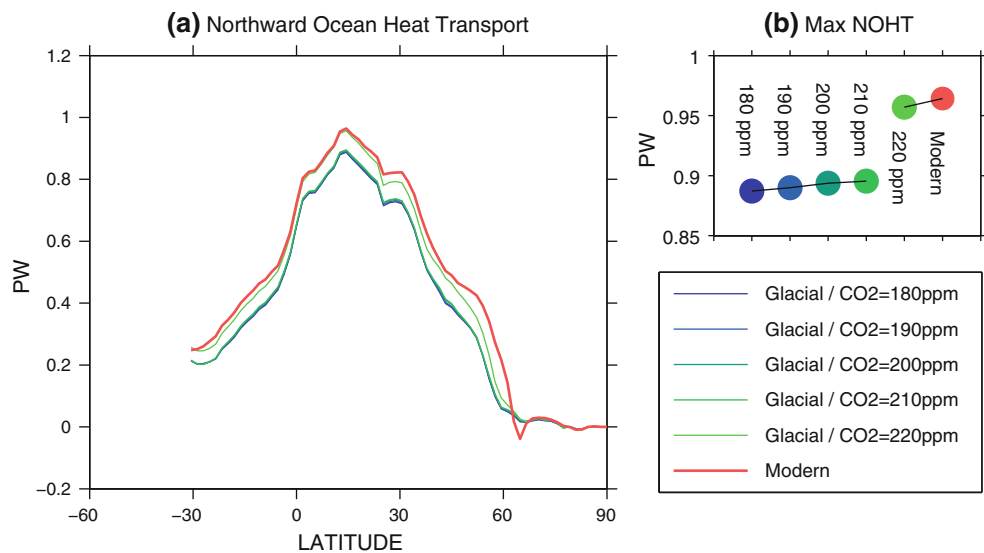 (a) Northward Ocean Heat Transport
1.2
1
0.8
0.6
0.4
0.2
0
−0.2
PW
−60
−30
0
30
60
90
LATITUDE
(b) Max NOHT
1
0.95
0.9
0.85
PW
180 ppm
190 ppm
200 ppm
210 ppm
220 ppm
Modern
Glacial / CO2=180ppm
Glacial / CO2=190ppm
Glacial / CO2=200ppm
Glacial / CO2=210ppm
Glacial / CO2=220ppm
Modern